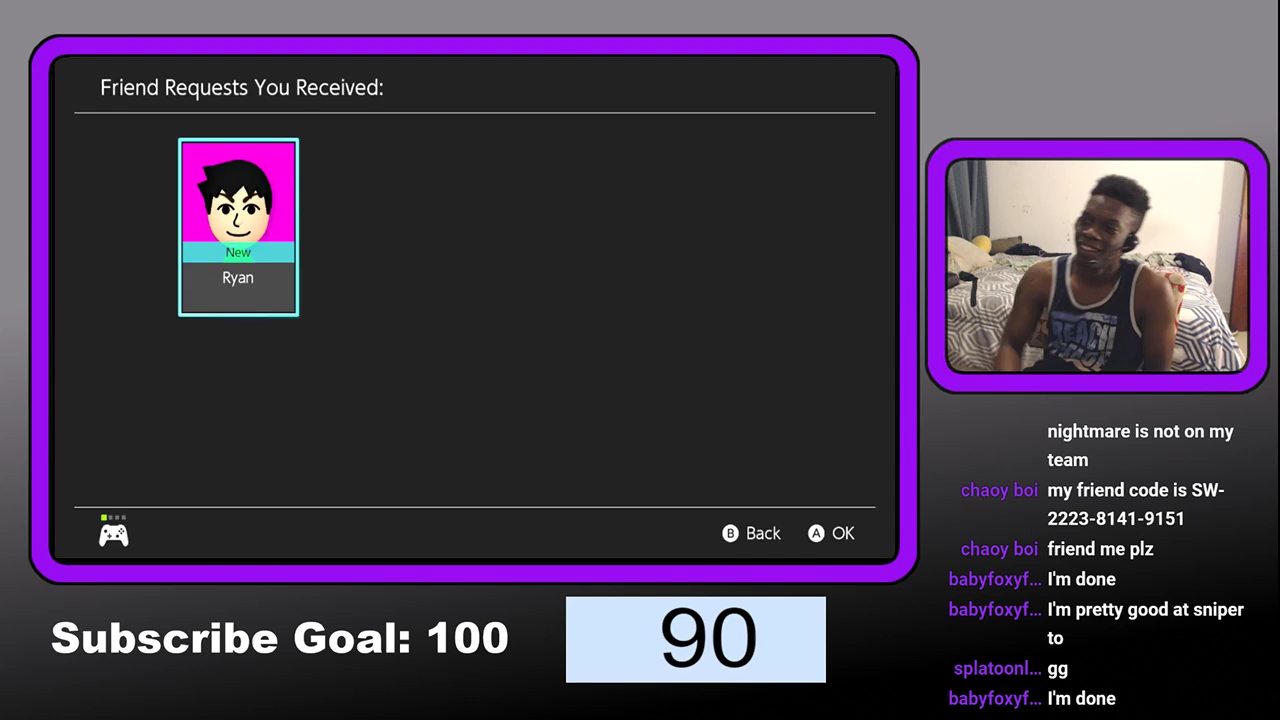 Friend Requests You Received:
New
Ryan
B Back A OK
nightmare is not on my
team
chaoy boi my friend code is SW-
2223-8141-9151
chaoy boi friend me plz
babyfoxyf... I'm done
babyfoxyf... I'm pretty good at sniper
to
splatoonl... gg
babyfoxyf... I'm done
Subscribe Goal: 100
90